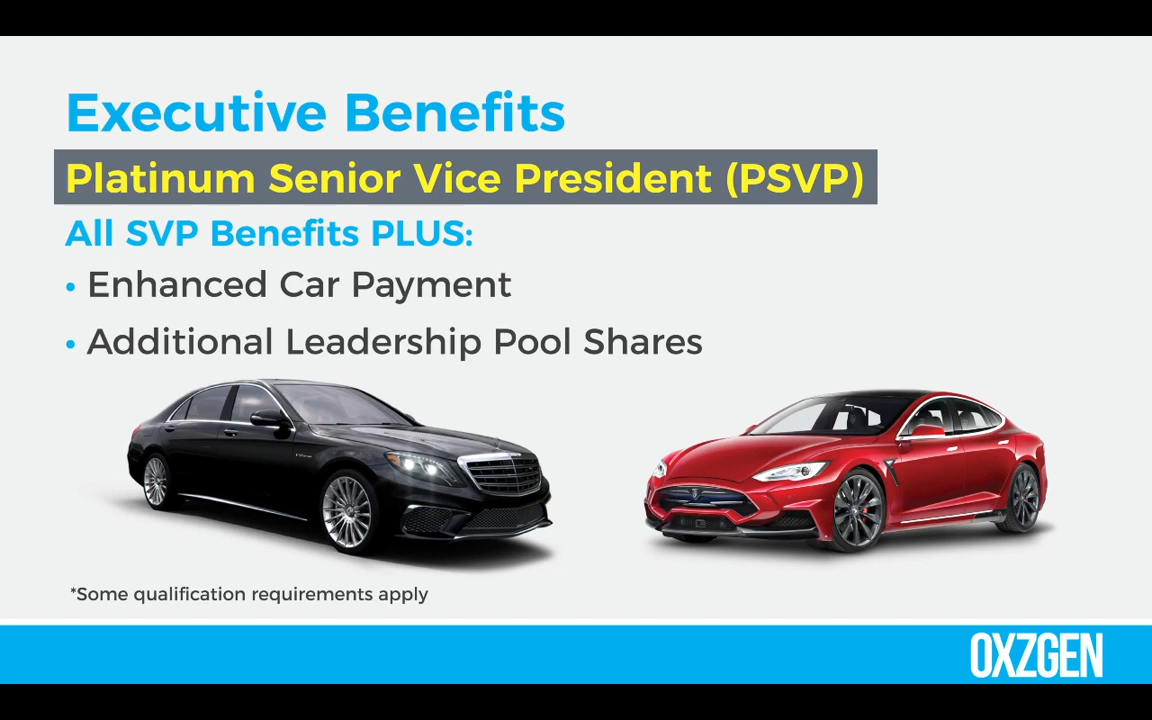 Executive Benefits
Platinum Senior Vice President (PSVP)
All SVP Benefits PLUS:
• Enhanced Car Payment
• Additional Leadership Pool Shares
*Some qualification requirements apply
OXZGEN